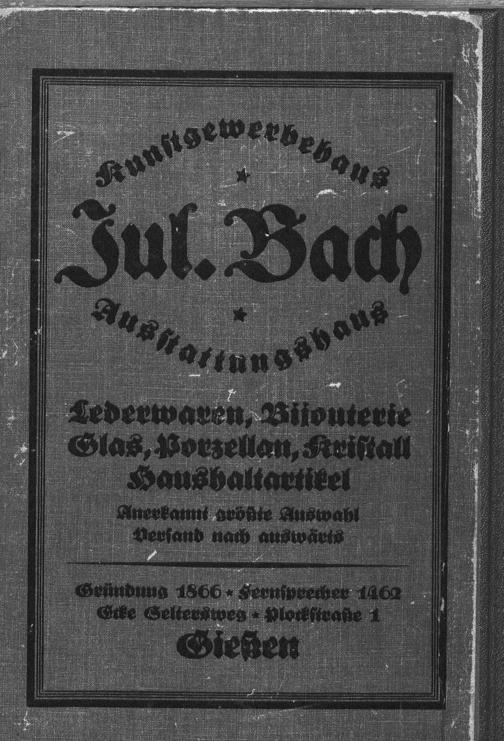 Kunstgewerbehaus
Jul. Bach
Ausstattungshaus
Lederwaren, Bijouterie
Glas, Porzellan, Kristall
Haushaltartikel
Anerkannt größte Auswahl
Versand nach auswärts
Gründung 1866 * Fernsprecher 1462
Ecke Seltersweg * Plockstraße 1
Gießen